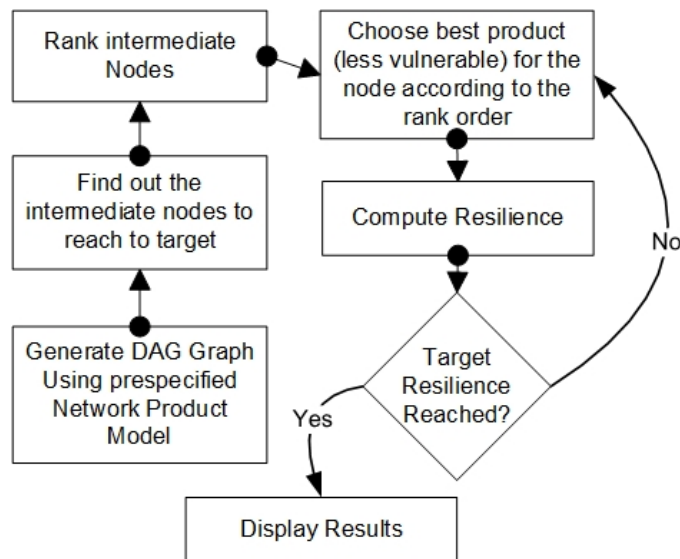 Rank intermediate
Nodes
Choose best product
(less vulnerable) for the
node according to the
rank order
Find out the
intermediate nodes to
reach to target
Compute Resilience
No
Generate DAG Graph
Using prespecified
Network Product
Model
Target
Resilience
Reached?
Yes
Display Results